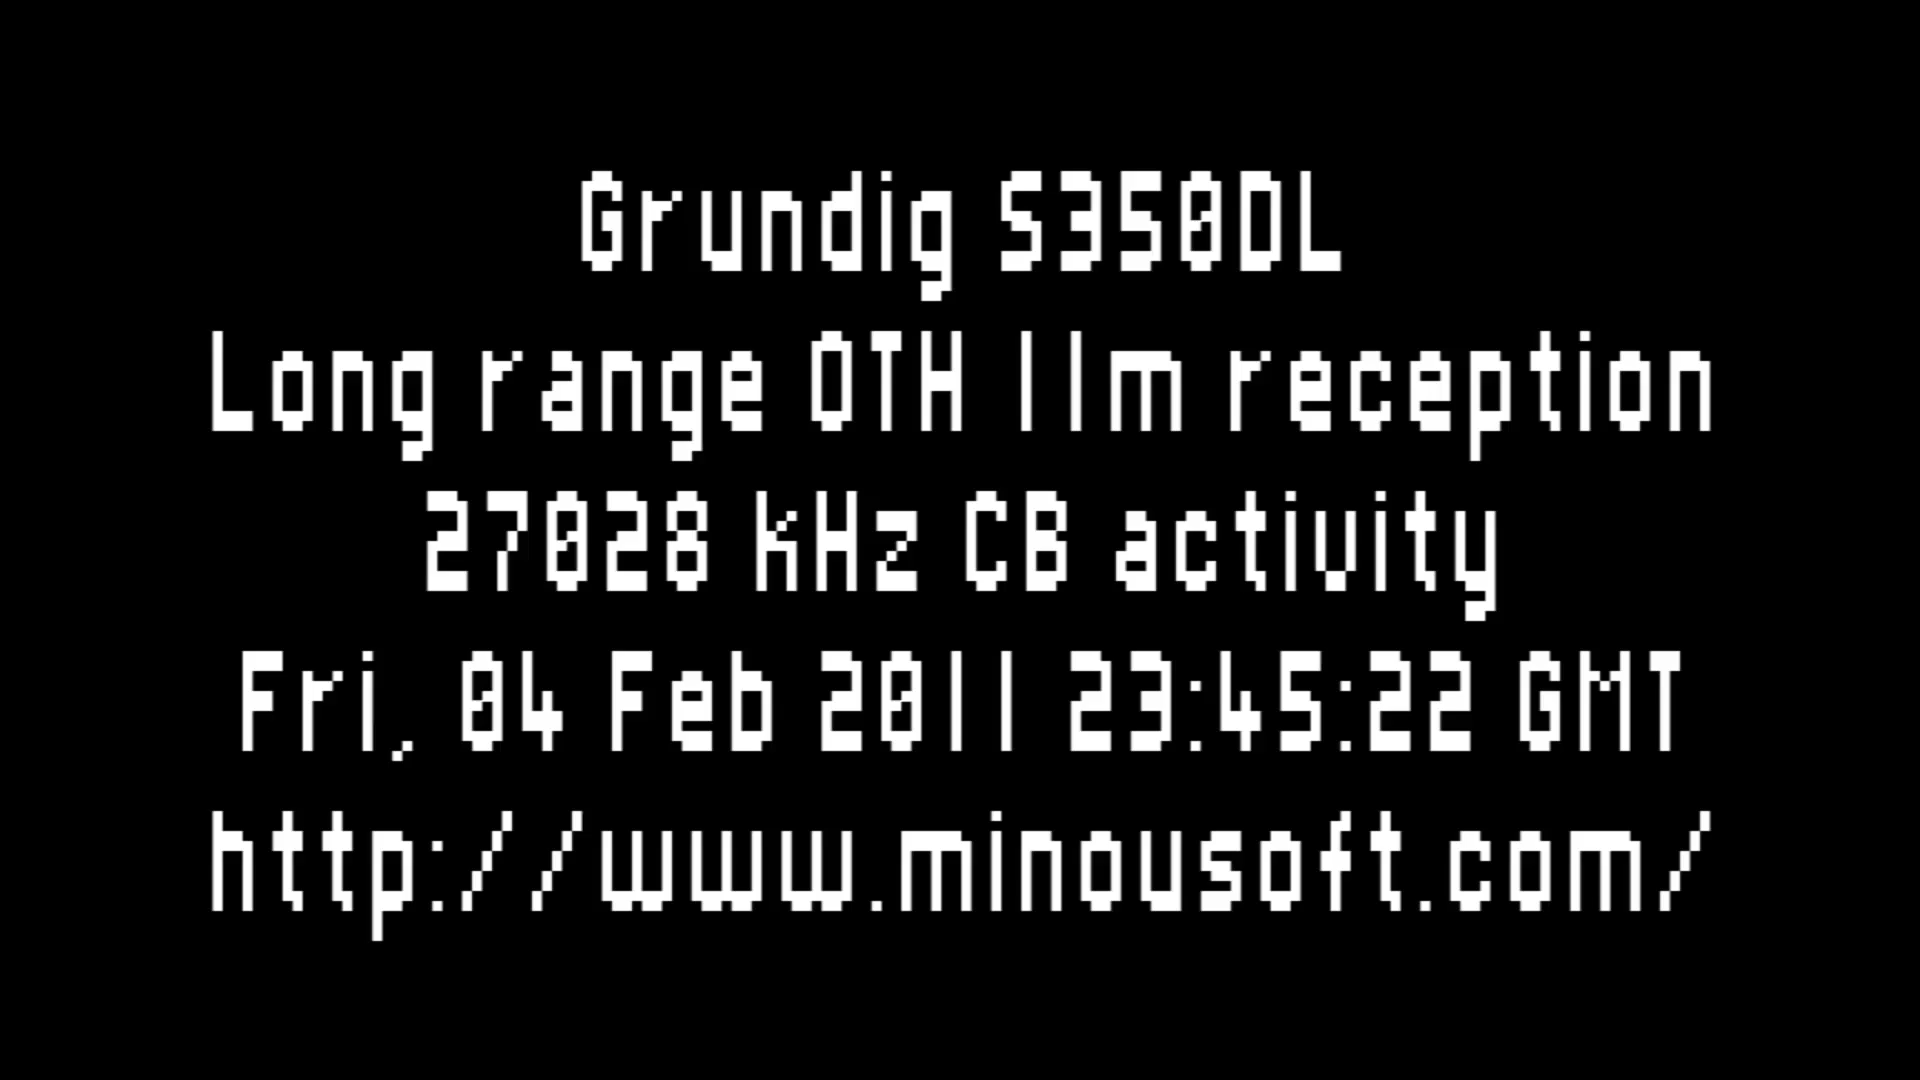 Grundig S350DL
Long range OTH 11m reception
27028 kHz CB activity
Fri, 04 Feb 2011 23:45:22 GMT
http://www.minousoft.com/